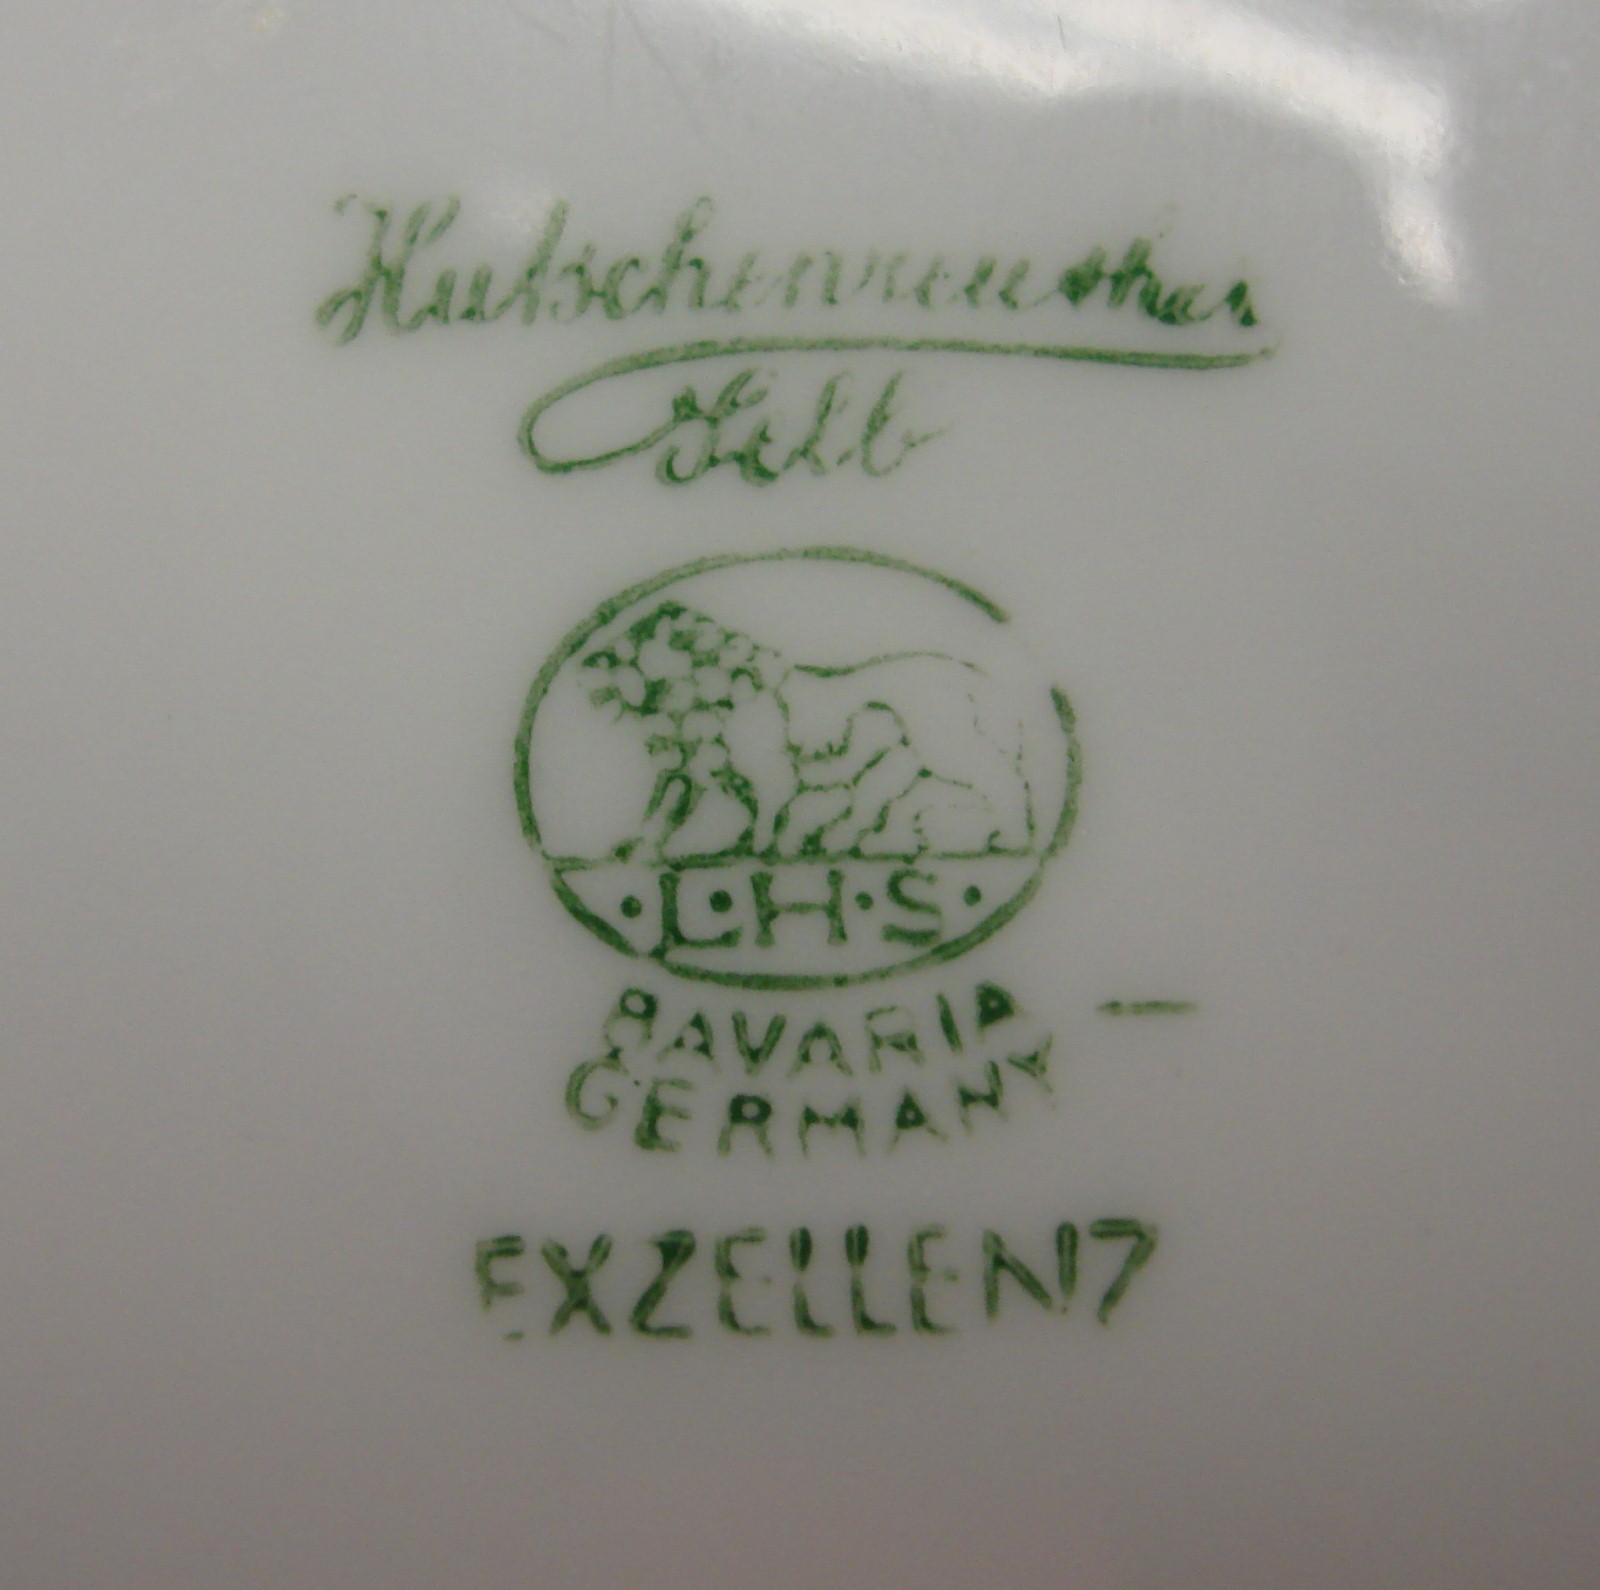 Hutschenreuther
Selb
·L·H·S·
BAVARIA
GERMANY
EXZELLENZ